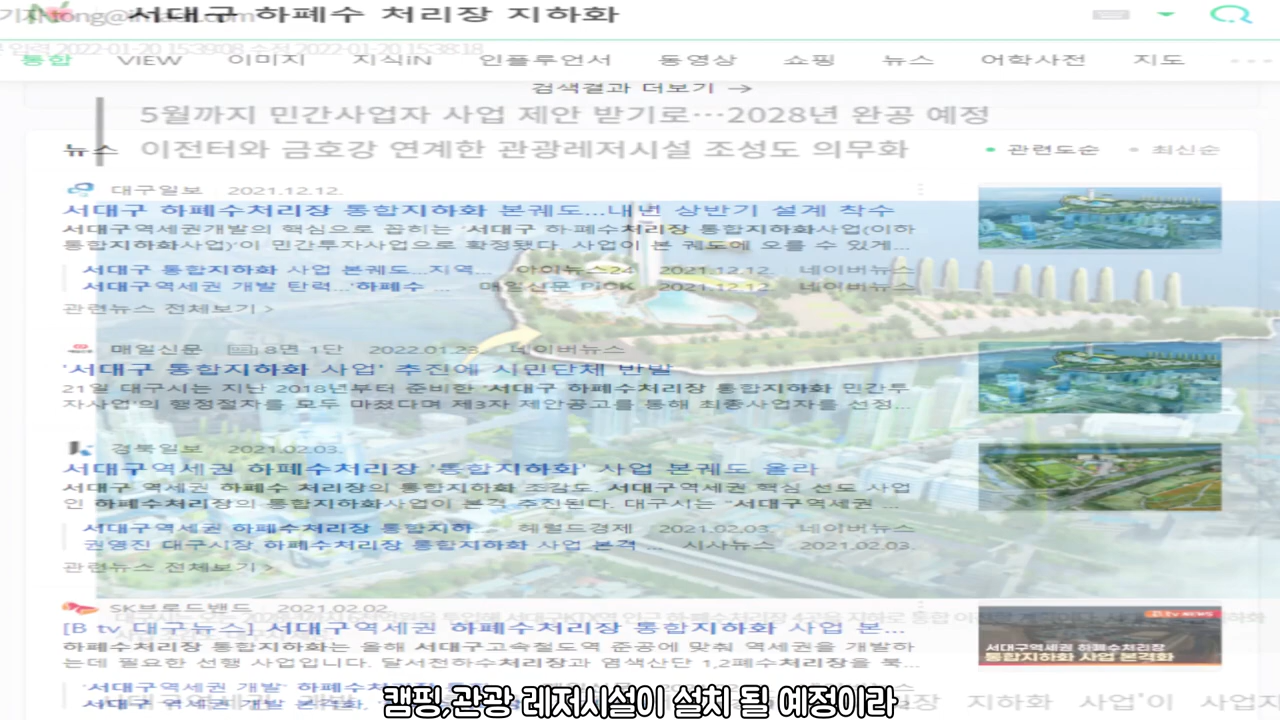 서대구 하폐수 처리장 지하화
기자 tong@imaeil.com
입력 2022-01-20 15:39:08 수정 2022-01-20 15:38:18
통합 VIEW 이미지 지식iN 인플루언서 동영상 쇼핑 뉴스 어학사전 지도
검색결과 더보기 →
5월까지 민간사업자 사업 제안 받기로…2028년 완공 예정
이전터와 금호강 연계한 관광레저시설 조성도 의무화
뉴스
관련도순 최신순
대구일보 2021.12.12.
서대구 하폐수처리장 통합지하화 본궤도...내년 상반기 설계 착수
서대구역세권개발의 핵심으로 꼽히는 '서대구 하·폐수처리장 통합지하화사업(이하
통합지하화사업)'이 민간투자사업으로 확정됐다. 사업이 본 궤도에 오를 수 있게...
서대구 통합지하화 사업 본궤도...지역... 아이뉴스24 2021.12.12. 네이버뉴스
서대구역세권 개발 탄력...'하폐수 ... 매일신문 PiCK 2021.12.12. 네이버뉴스
관련뉴스 전체보기 >
매일신문 8면 1단 2022.01.23. 네이버뉴스
'서대구 통합지하화 사업' 추진에 시민단체 반발
21일 대구시는 지난 2018년부터 준비한 '서대구 하폐수처리장 통합지하화 민간투
자사업'의 행정절차를 모두 마쳤다며 제3자 제안공고를 통해 최종사업자를 선정...
경북일보 2021.02.03.
서대구역세권 하폐수처리장 '통합지하화' 사업 본궤도 올라
서대구 역세권 하폐수 처리장의 통합지하화 조감도. 서대구역세권 핵심 선도 사업
인 하폐수처리장의 통합지하화사업이 본격 추진된다. 대구시는 "서대구역세권 ...
서대구역세권 하폐수처리장 통합지하... 헤럴드경제 2021.02.03. 네이버뉴스
권영진 대구시장 하폐수처리장 통합지하화 사업 본격 ... 시사뉴스 2021.02.03.
관련뉴스 전체보기 >
SK브로드밴드 2021.02.02.
[B tv 대구뉴스] 서대구역세권 하폐수처리장 통합지하화 사업 본...
하폐수처리장 통합지하화는 올해 서대구고속철도역 준공에 맞춰 역세권을 개발하
는데 필요한 선행 사업입니다. 달서천하수처리장과 염색산단 1,2폐수처리장을 북...
B tv NEWS
서대구역세권 하폐수처리장
통합지하화 사업 본격화
캠핑,관광 레저시설이 설치 될 예정이라